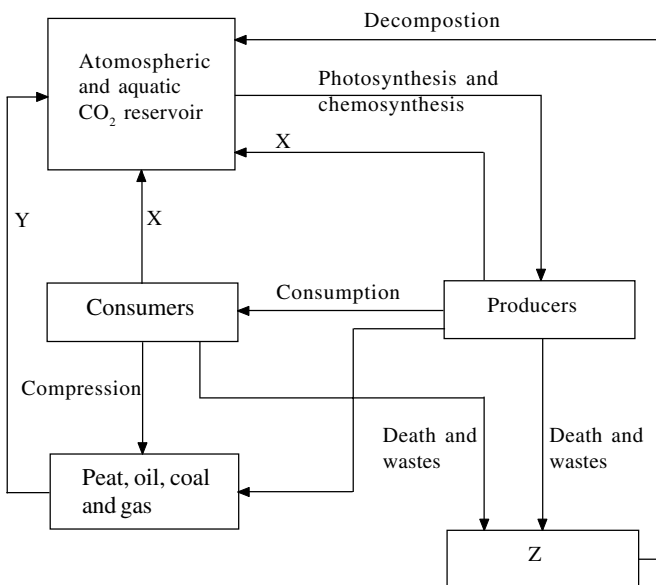 Decompostion
Atomospheric
and aquatic
CO₂ reservoir
Photosynthesis and
chemosynthesis
X
Y
X
Consumers
Consumption
Producers
Compression
Death and
wastes
Death and
wastes
Peat, oil, coal
and gas
Z